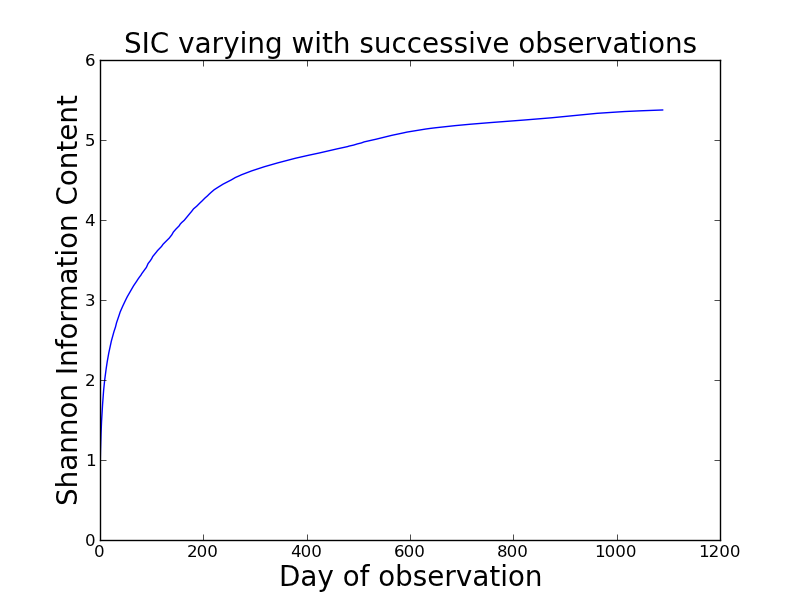 SIC varying with successive observations
6
5
4
3
2
1
0
Shannon Information Content
0 200 400 600 800 1000 1200
Day of observation